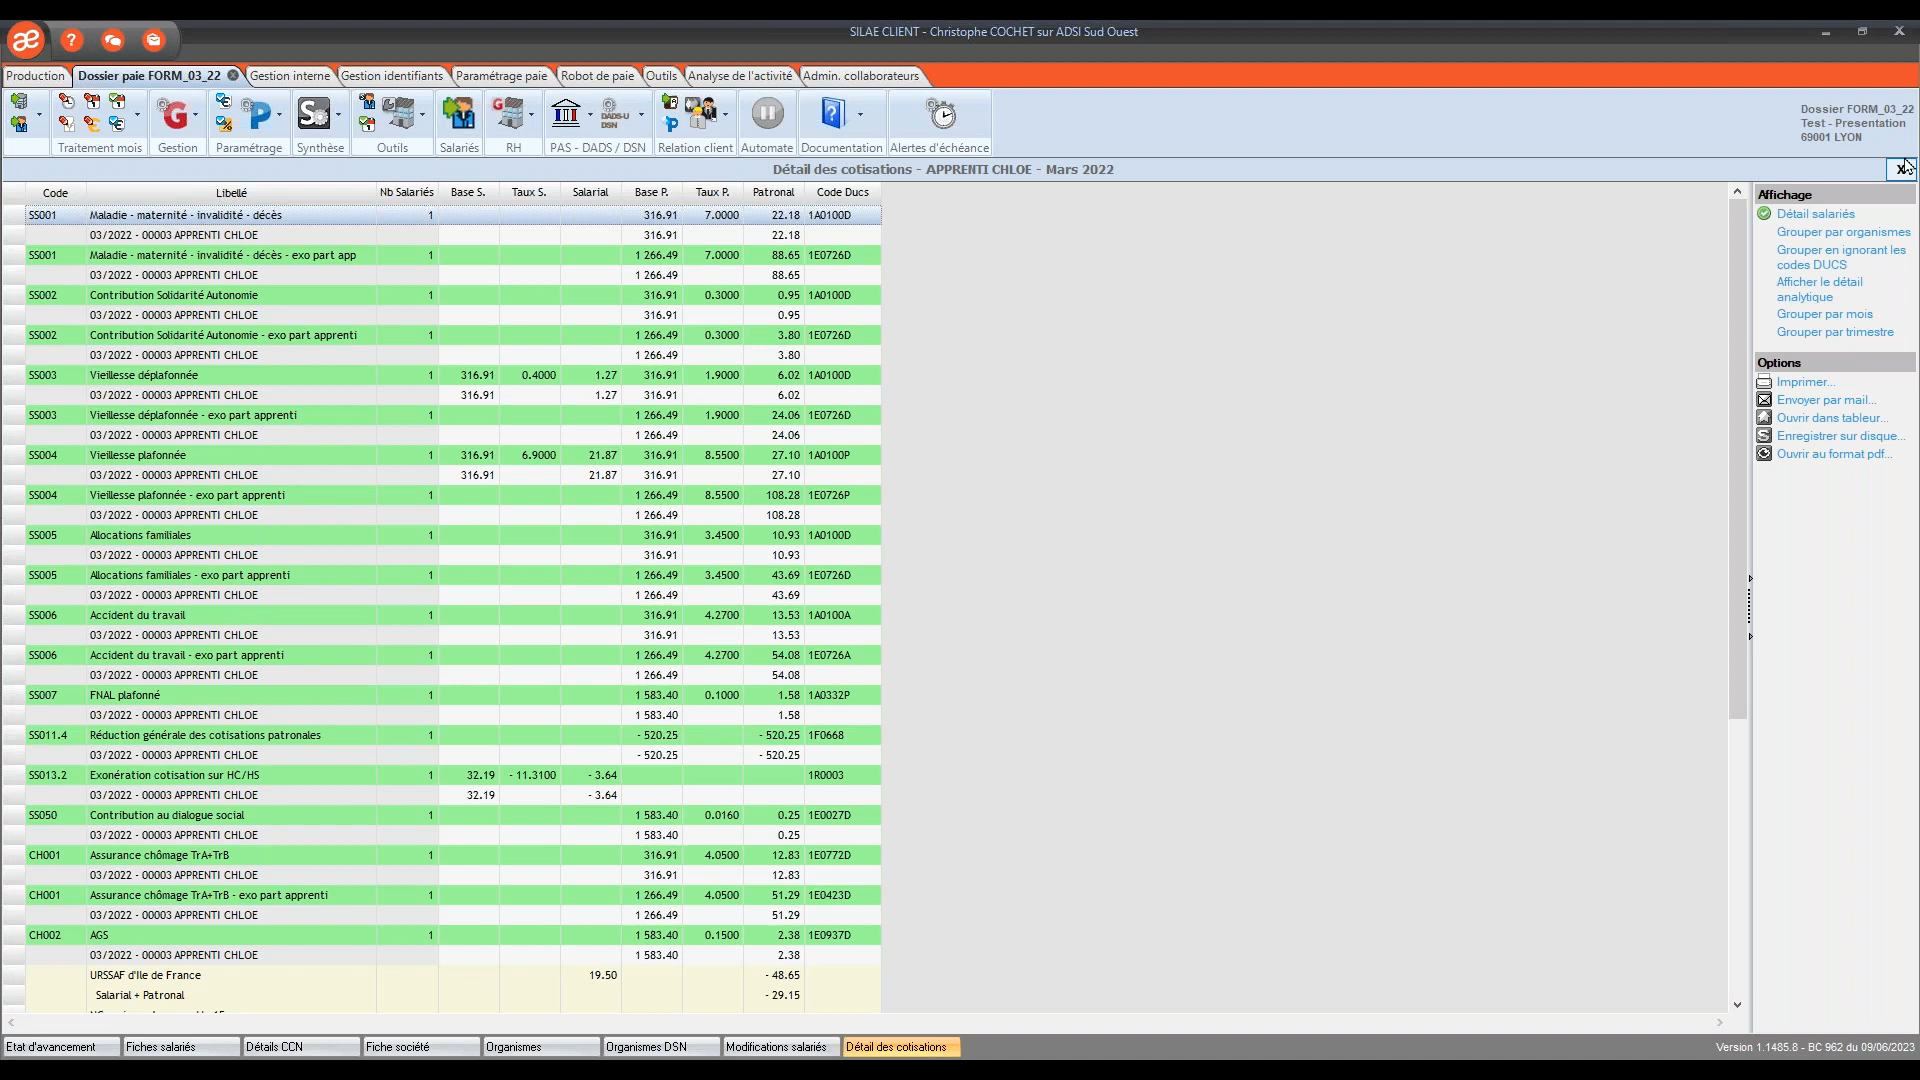 SILAE CLIENT - Christophe COCHET sur ADSI Sud Ouest
Production Dossier paie FORM_03_22 Gestion interne Gestion identifiants Paramétrage paie Robot de paie Outils Analyse de l'activité Admin. collaborateurs
DADS-U
DSN
Traitement mois Gestion Paramétrage Synthèse Outils Salariés RH PAS - DADS / DSN Relation client Automate Documentation Alertes d'échéance
Dossier FORM_03_22
Test - Presentation
69001 LYON
Détail des cotisations - APPRENTI CHLOE - Mars 2022
X
Code Libellé Nb Salariés Base S. Taux S. Salarial Base P. Taux P. Patronal Code Ducs
SS001 Maladie - maternité - invalidité - décès 1 316.91 7.0000 22.18 1A0100D
03/2022 - 00003 APPRENTI CHLOE 316.91 22.18
SS001 Maladie - maternité - invalidité - décès - exo part app 1 1 266.49 7.0000 88.65 1E0726D
03/2022 - 00003 APPRENTI CHLOE 1 266.49 88.65
SS002 Contribution Solidarité Autonomie 1 316.91 0.3000 0.95 1A0100D
03/2022 - 00003 APPRENTI CHLOE 316.91 0.95
SS002 Contribution Solidarité Autonomie - exo part apprenti 1 1 266.49 0.3000 3.80 1E0726D
03/2022 - 00003 APPRENTI CHLOE 1 266.49 3.80
SS003 Vieillesse déplafonnée 1 316.91 0.4000 1.27 316.91 1.9000 6.02 1A0100D
03/2022 - 00003 APPRENTI CHLOE 316.91 1.27 316.91 6.02
SS003 Vieillesse déplafonnée - exo part apprenti 1 1 266.49 1.9000 24.06 1E0726D
03/2022 - 00003 APPRENTI CHLOE 1 266.49 24.06
SS004 Vieillesse plafonnée 1 316.91 6.9000 21.87 316.91 8.5500 27.10 1A0100P
03/2022 - 00003 APPRENTI CHLOE 316.91 21.87 316.91 27.10
SS004 Vieillesse plafonnée - exo part apprenti 1 1 266.49 8.5500 108.28 1E0726P
03/2022 - 00003 APPRENTI CHLOE 1 266.49 108.28
SS005 Allocations familiales 1 316.91 3.4500 10.93 1A0100D
03/2022 - 00003 APPRENTI CHLOE 316.91 10.93
SS005 Allocations familiales - exo part apprenti 1 1 266.49 3.4500 43.69 1E0726D
03/2022 - 00003 APPRENTI CHLOE 1 266.49 43.69
SS006 Accident du travail 1 316.91 4.2700 13.53 1A0100A
03/2022 - 00003 APPRENTI CHLOE 316.91 13.53
SS006 Accident du travail - exo part apprenti 1 1 266.49 4.2700 54.08 1E0726A
03/2022 - 00003 APPRENTI CHLOE 1 266.49 54.08
SS007 FNAL plafonné 1 1 583.40 0.1000 1.58 1A0332P
03/2022 - 00003 APPRENTI CHLOE 1 583.40 1.58
SS011.4 Réduction générale des cotisations patronales 1 - 520.25 - 520.25 1F0668
03/2022 - 00003 APPRENTI CHLOE - 520.25 - 520.25
SS013.2 Exonération cotisation sur HC/HS 1 32.19 - 11.3100 - 3.64 1R0003
03/2022 - 00003 APPRENTI CHLOE 32.19 - 3.64
SS050 Contribution au dialogue social 1 1 583.40 0.0160 0.25 1E0027D
03/2022 - 00003 APPRENTI CHLOE 1 583.40 0.25
CH001 Assurance chômage TrA+TrB 1 316.91 4.0500 12.83 1E0772D
03/2022 - 00003 APPRENTI CHLOE 316.91 12.83
CH001 Assurance chômage TrA+TrB - exo part apprenti 1 1 266.49 4.0500 51.29 1E0423D
03/2022 - 00003 APPRENTI CHLOE 1 266.49 51.29
CH002 AGS 1 1 583.40 0.1500 2.38 1E0937D
03/2022 - 00003 APPRENTI CHLOE 1 583.40 2.38
URSSAF d'Ile de France 19.50 - 48.65
Salarial + Patronal - 29.15
Affichage
Détail salariés
Grouper par organismes
Grouper en ignorant les
codes DUCS
Afficher le détail
analytique
Grouper par mois
Grouper par trimestre
Options
Imprimer...
Envoyer par mail...
Ouvrir dans tableur...
Enregistrer sur disque...
Ouvrir au format pdf...
Etat d'avancement Fiches salariés Détails CCN Fiche société Organismes Organismes DSN Modifications salariés Détail des cotisations
Version 1.1485.8 - BC 962 du 09/06/2023